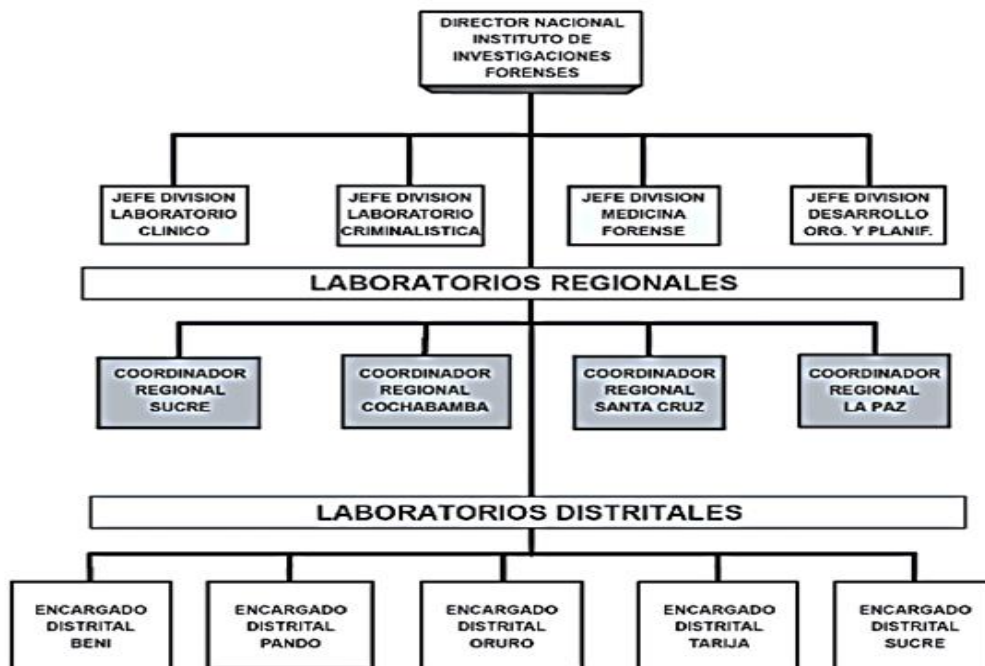 DIRECTOR NACIONAL
INSTITUTO DE
INVESTIGACIONES
FORENSES
JEFE DIVISION
LABORATORIO
CLINICO
JEFE DIVISION
LABORATORIO
CRIMINALISTICA
JEFE DIVISION
MEDICINA
FORENSE
JEFE DIVISION
DESARROLLO
ORG. Y PLANIF.
LABORATORIOS REGIONALES
COORDINADOR
REGIONAL
SUCRE
COORDINADOR
REGIONAL
COCHABAMBA
COORDINADOR
REGIONAL
SANTA CRUZ
COORDINADOR
REGIONAL
LA PAZ
LABORATORIOS DISTRITALES
ENCARGADO
DISTRITAL
BENI
ENCARGADO
DISTRITAL
PANDO
ENCARGADO
DISTRITAL
ORURO
ENCARGADO
DISTRITAL
TARIJA
ENCARGADO
DISTRITAL
SUCRE